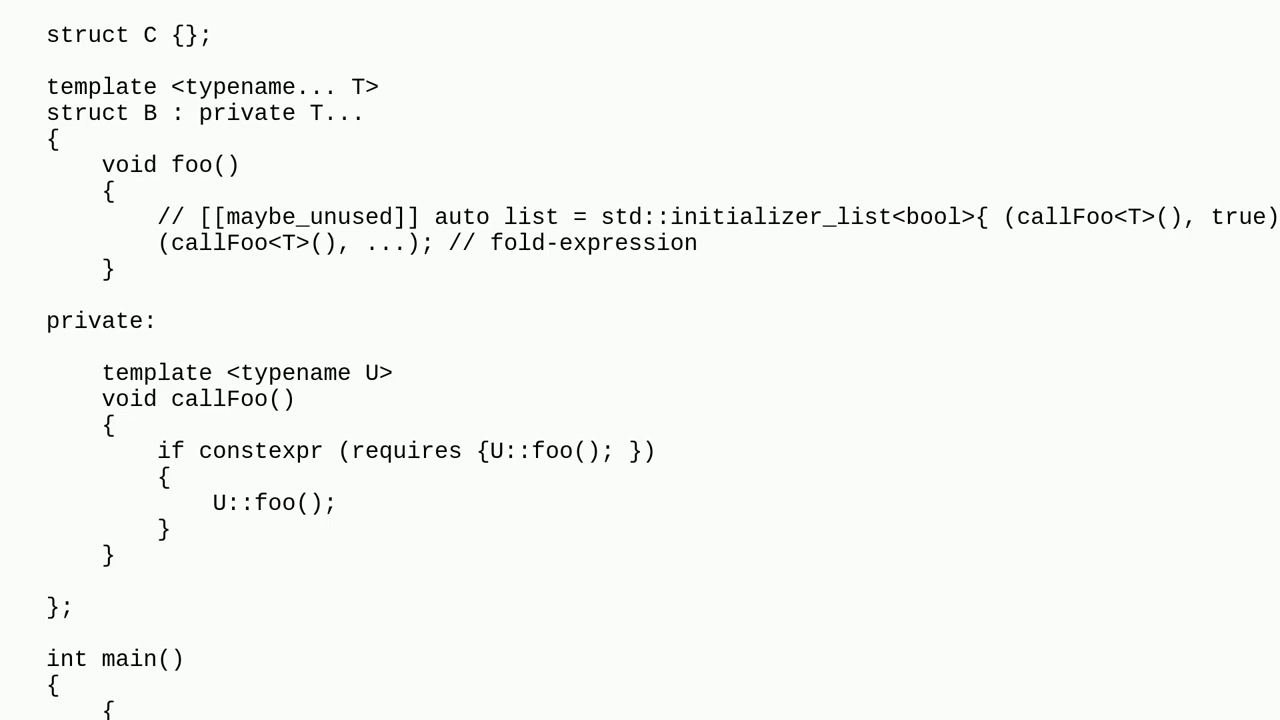 struct C {};

template <typename... T>
struct B : private T...
{
    void foo()
    {
        // [[maybe_unused]] auto list = std::initializer_list<bool>{ (callFoo<T>(), true)
        (callFoo<T>(), ...); // fold-expression
    }

private:

    template <typename U>
    void callFoo()
    {
        if constexpr (requires {U::foo(); })
        {
            U::foo();
        }
    }

};

int main()
{
    {